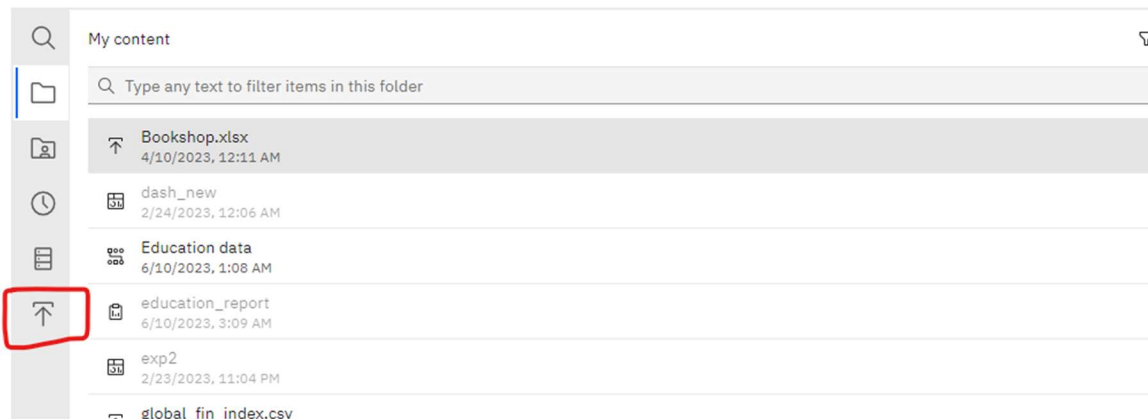 My content
Type any text to filter items in this folder
Bookshop.xlsx
4/10/2023, 12:11 AM
dash_new
2/24/2023, 12:06 AM
Education data
6/10/2023, 1:08 AM
education_report
6/10/2023, 3:09 AM
exp2
2/23/2023, 11:04 PM
global_fin_index.csv